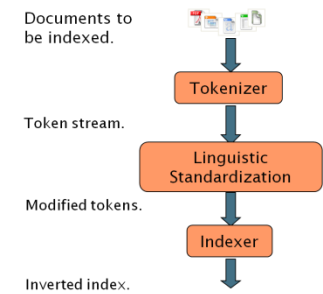 Documents to
be indexed.
Tokenizer
Token stream.
Linguistic
Standardization
Modified tokens.
Indexer
Inverted index.